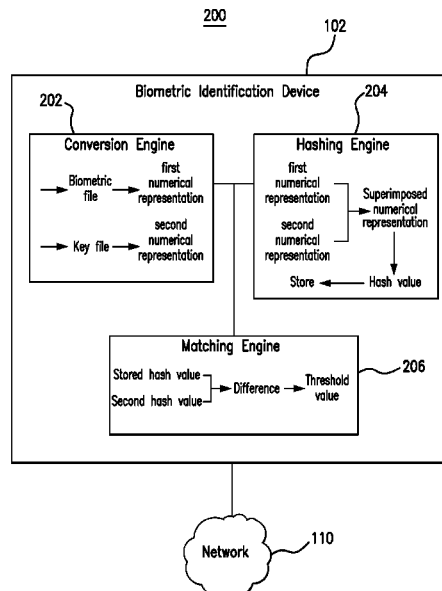 200
102
Biometric Identification Device
202
Conversion Engine
Biometric
file
first
numerical
representation
Key file
second
numerical
representation
204
Hashing Engine
first
numerical
representation
second
numerical
representation
Superimposed
numerical
representation
Store
Hash value
Matching Engine
206
Stored hash value
Second hash value
Difference
Threshold
value
Network
110